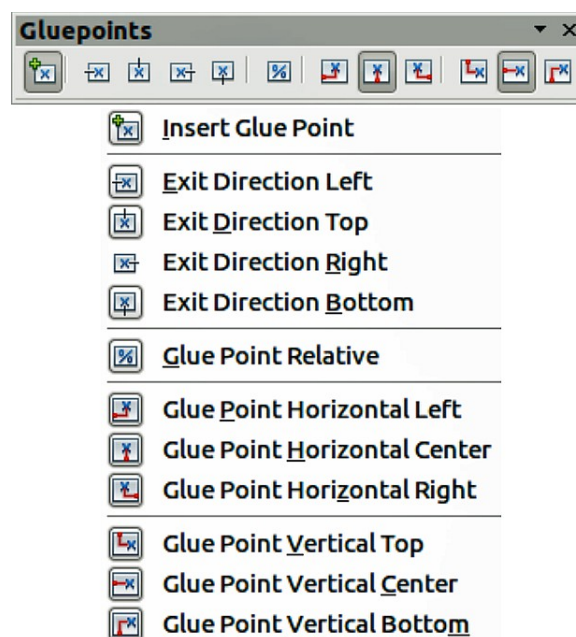 Gluepoints
Insert Glue Point
Exit Direction Left
Exit Direction Top
Exit Direction Right
Exit Direction Bottom
Glue Point Relative
Glue Point Horizontal Left
Glue Point Horizontal Center
Glue Point Horizontal Right
Glue Point Vertical Top
Glue Point Vertical Center
Glue Point Vertical Bottom